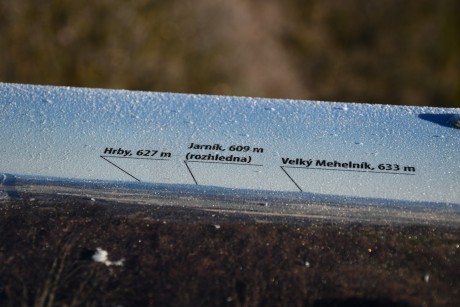 Hrby, 627 m
Jarník, 609 m
(rozhledna)
Velký Mehelník, 633 m